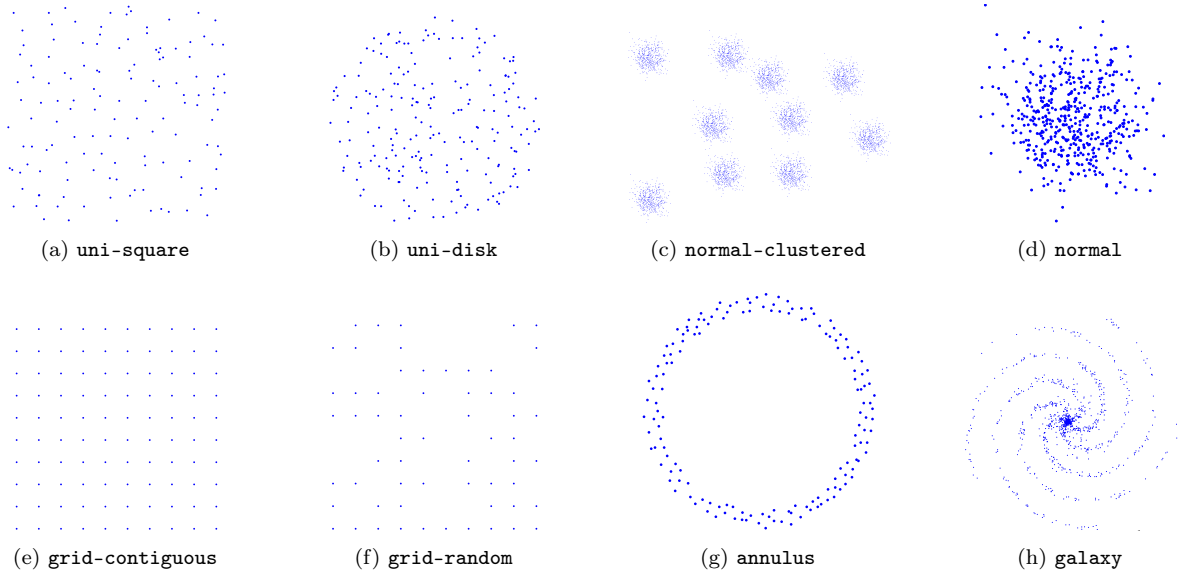 (a) uni-square
(b) uni-disk
(c) normal-clustered
(d) normal
(e) grid-contiguous
(f) grid-random
(g) annulus
(h) galaxy